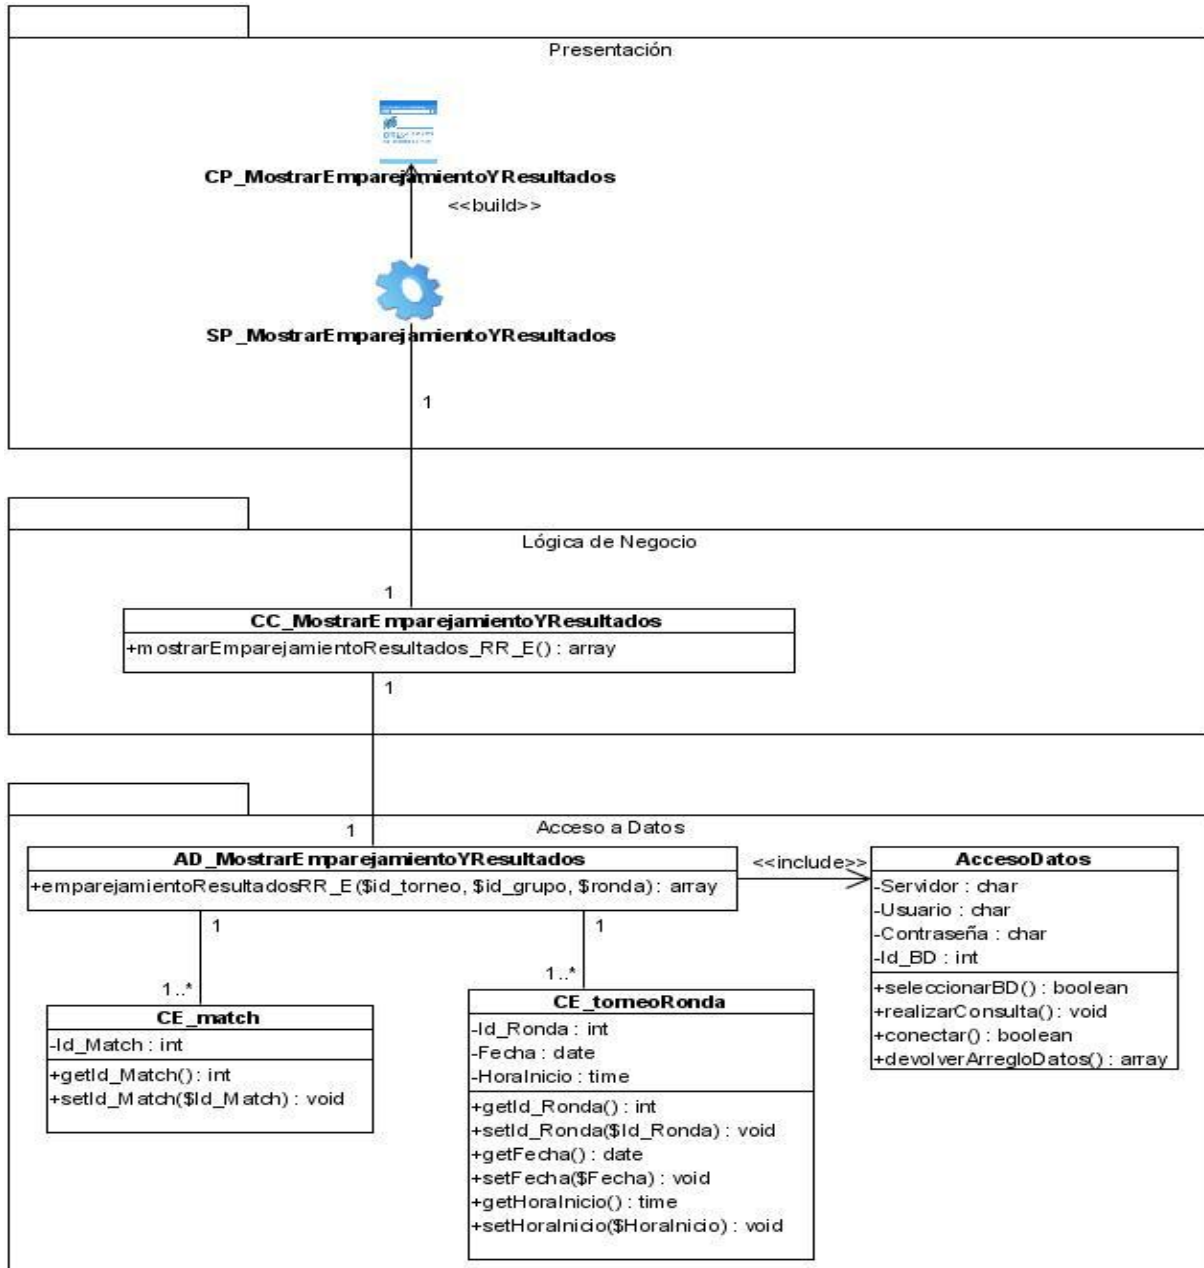 Presentación
CP_MostrarEmparejamientoYResultados
<<build>>
SP_MostrarEmparejamientoYResultados
1
Lógica de Negocio
1
CC_MostrarEmparejamientoYResultados
+mostrarEmparejamientoResultados_RR_E() : array
1
Acceso a Datos
1
AD_MostrarEmparejamientoYResultados
+emparejamientoResultadosRR_E($id_torneo, $id_grupo, $ronda) : array
<<include>>
AccesoDatos
-Servidor : char
-Usuario : char
-Contraseña : char
-Id_BD : int
+seleccionarBD() : boolean
+realizarConsulta() : void
+conectar() : boolean
+devolverArregloDatos() : array
1
1..*
CE_match
-Id_Match : int
+getId_Match() : int
+setId_Match($Id_Match) : void
1
1..*
CE_torneoRonda
-Id_Ronda : int
-Fecha : date
-HoraInicio : time
+getId_Ronda() : int
+setId_Ronda($Id_Ronda) : void
+getFecha() : date
+setFecha($Fecha) : void
+getHoraInicio() : time
+setHoraInicio($HoraInicio) : void